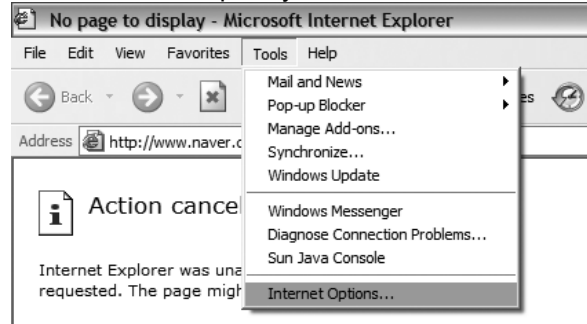 No page to display - Microsoft Internet Explorer
File Edit View Favorites Tools Help
Back
Mail and News
Pop-up Blocker
Manage Add-ons...
Synchronize...
Windows Update
Windows Messenger
Diagnose Connection Problems...
Sun Java Console
Internet Options...
Address http://www.naver.c
Action cancel
Internet Explorer was una
requested. The page migh